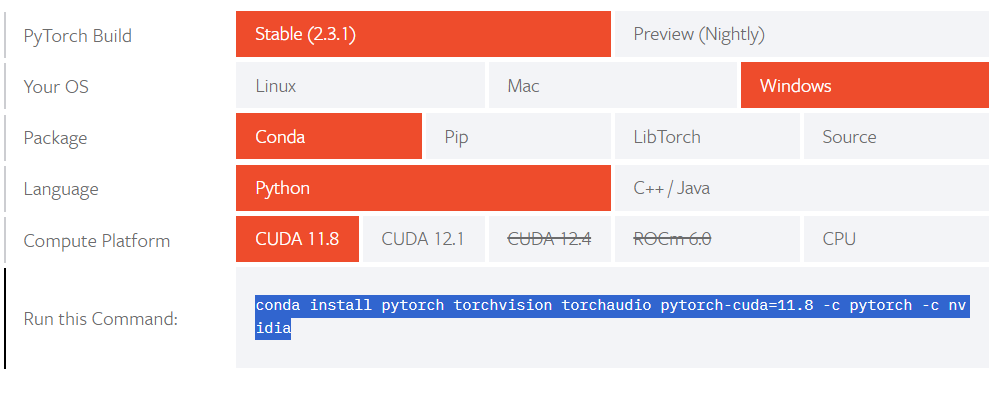 PyTorch Build
Stable (2.3.1)
Preview (Nightly)
Your OS
Linux
Mac
Windows
Package
Conda
Pip
LibTorch
Source
Language
Python
C++ / Java
Compute Platform
CUDA 11.8
CUDA 12.1
CUDA 12.4
ROCm 6.0
CPU
Run this Command:
conda install pytorch torchvision torchaudio pytorch-cuda=11.8 -c pytorch -c nv
idia